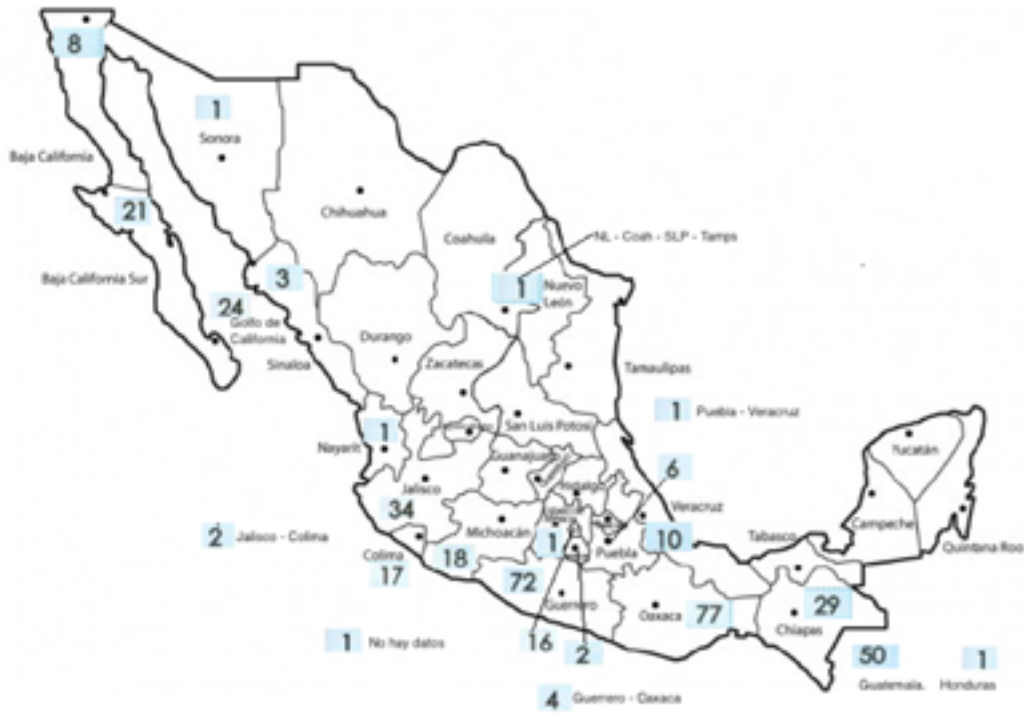 8
1
Sonora
Baja California
21
Chihuahua
Coahuila
NL - Coah - SLP - Tamps
Baja California Sur
3
1
Nuevo
León
24
Golfo de
California
Durango
Sinaloa
Zacatecas
Tamaulipas
1 Puebla - Veracruz
San Luis Potosí
1
Nayarit
Yucatán
Guanajuato
6
Jalisco
Hidalgo
34
Veracruz
Campeche
Michoacán
2 Jalisco - Colima
1
Puebla
10
Tabasco
Quintana Roo
Colima
18
17
72
Guerrero
Oaxaca
77
29
Chiapas
1 No hay datos
16
2
50
1
Guatemala.
Honduras
4 Guerrero - Oaxaca